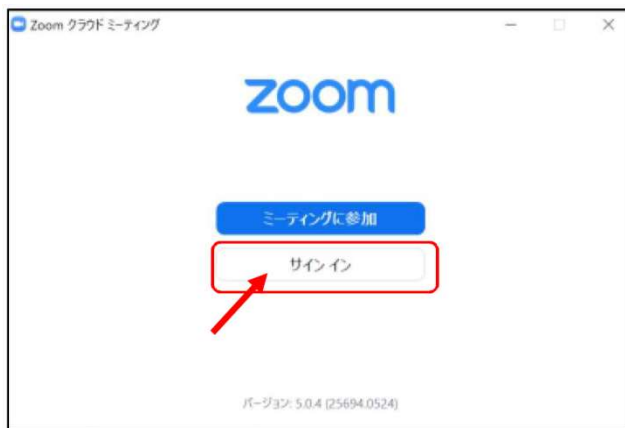 Zoom クラウド ミーティング
zoom
ミーティングに参加
サイン イン
バージョン: 5.0.4 (25694.0524)